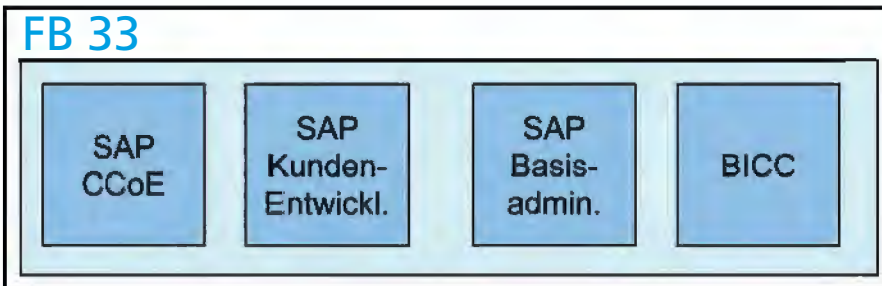 FB 33
SAP
CCoE
SAP
Kunden-
Entwickl.
SAP
Basis-
admin.
BICC